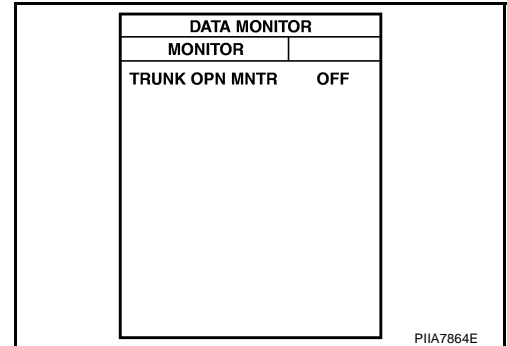 DATA MONITOR
MONITOR
TRUNK OPN MNTR OFF
PIIA7864E